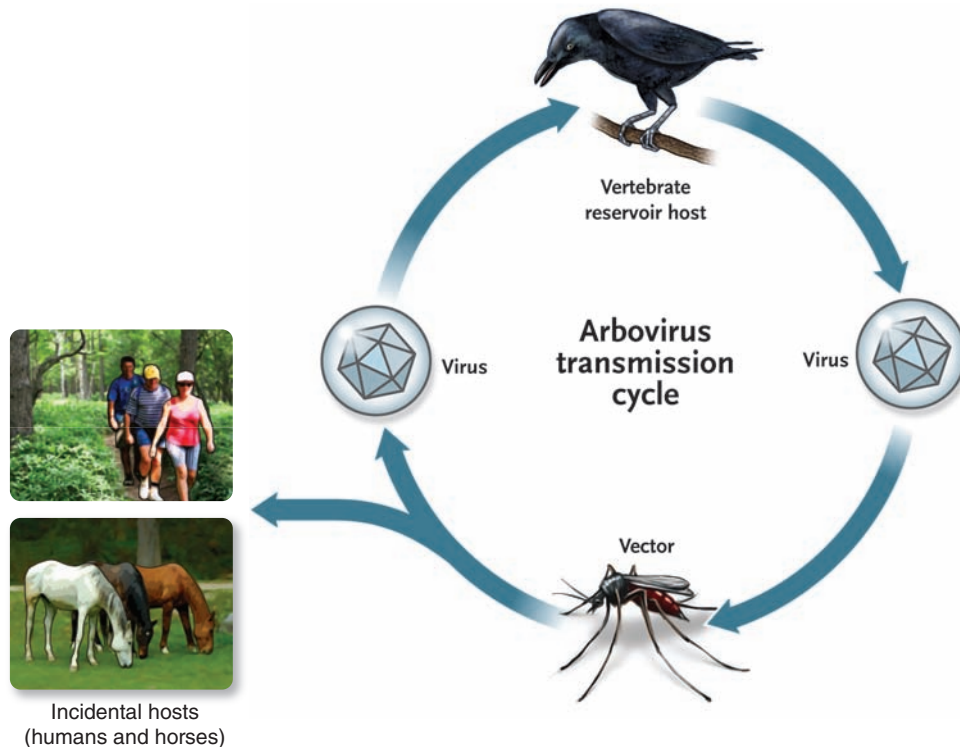 Vertebrate
reservoir host
Arbovirus
transmission
cycle
Virus
Virus
Vector
Incidental hosts
(humans and horses)